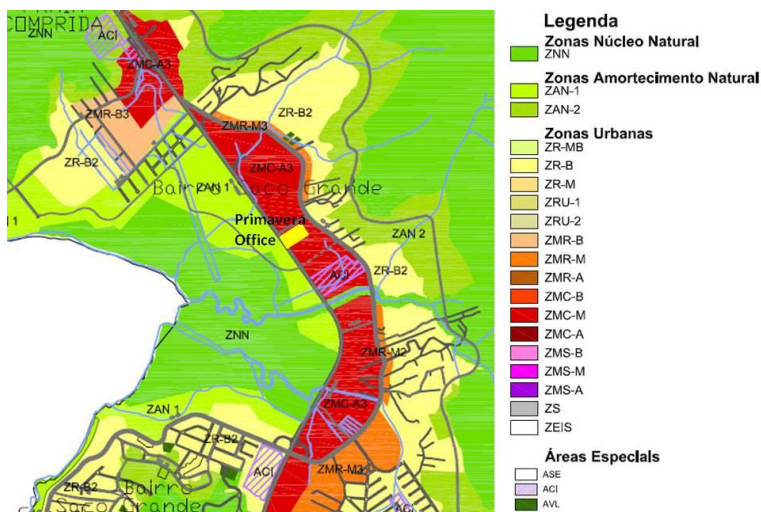 PRAIA
COMPRIDA
ZNN
ACI
ZMC-A3
ZMR-B3
ZR-B2
ZMR-M3
ZR-B2
ZMC-A3
Bairro Saco Grande
ZAN 1
Primavera
Office
ZAN 2
ACI
ZR-B2
ZNN
ZMR-M2
ZMC-A3
ZAN 1
ZR-B2
ACI
ZMR-M3
ZR-B2
Bairro
Saco Grande
ACI
Legenda
Zonas Núcleo Natural
ZNN
Zonas Amortecimento Natural
ZAN-1
ZAN-2
Zonas Urbanas
ZR-MB
ZR-B
ZR-M
ZRU-1
ZRU-2
ZMR-B
ZMR-M
ZMR-A
ZMC-B
ZMC-M
ZMC-A
ZMS-B
ZMS-M
ZMS-A
ZS
ZEIS
Áreas Especials
ASE
ACI
AVL